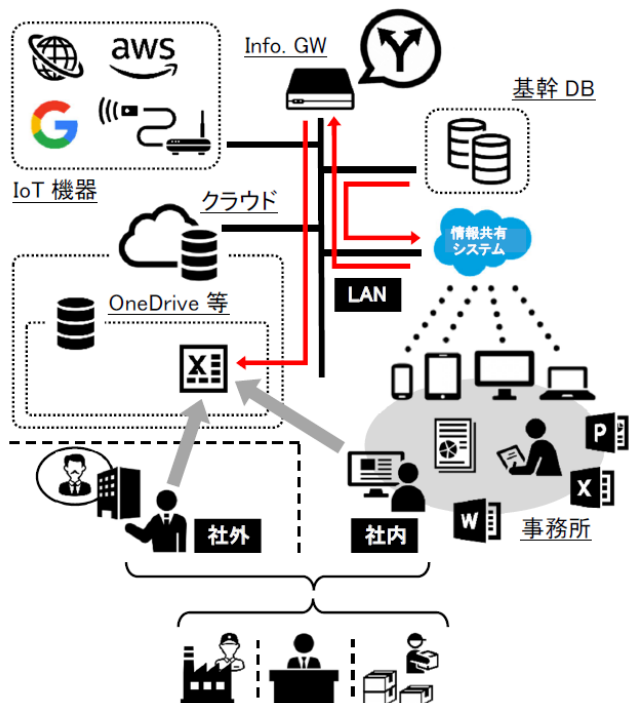 aws
Info. GW
基幹 DB
G
IoT 機器
クラウド
情報共有
システム
OneDrive 等
LAN
X
P
X
W
社外
社内
事務所